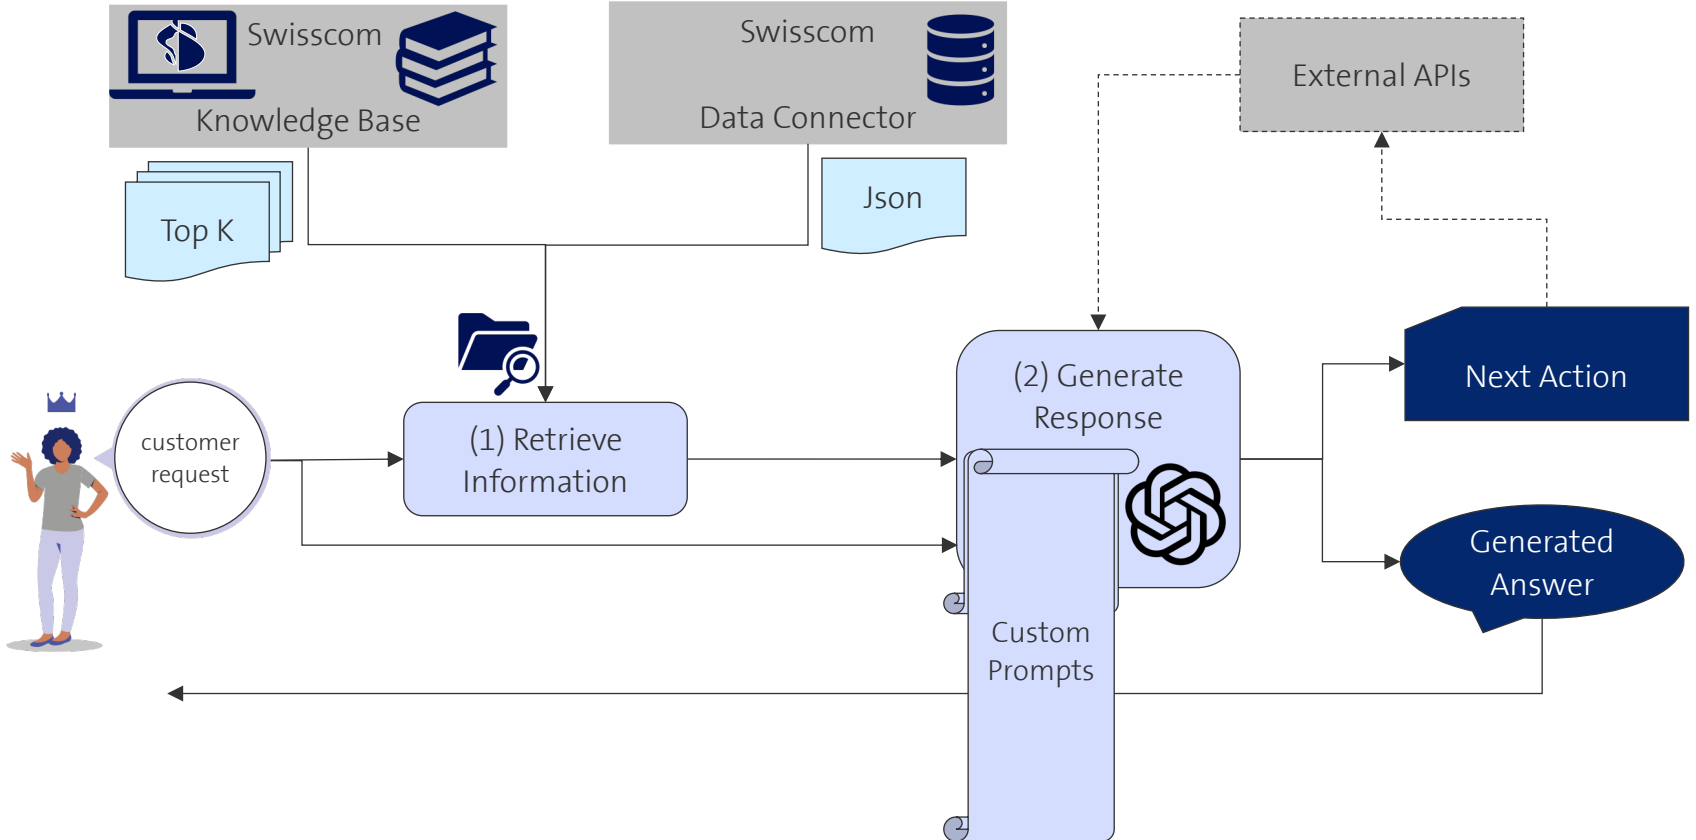 Swisscom
Knowledge Base
Swisscom
Data Connector
External APIs
Top K
Json
customer
request
(1) Retrieve
Information
(2) Generate
Response
Custom
Prompts
Next Action
Generated
Answer